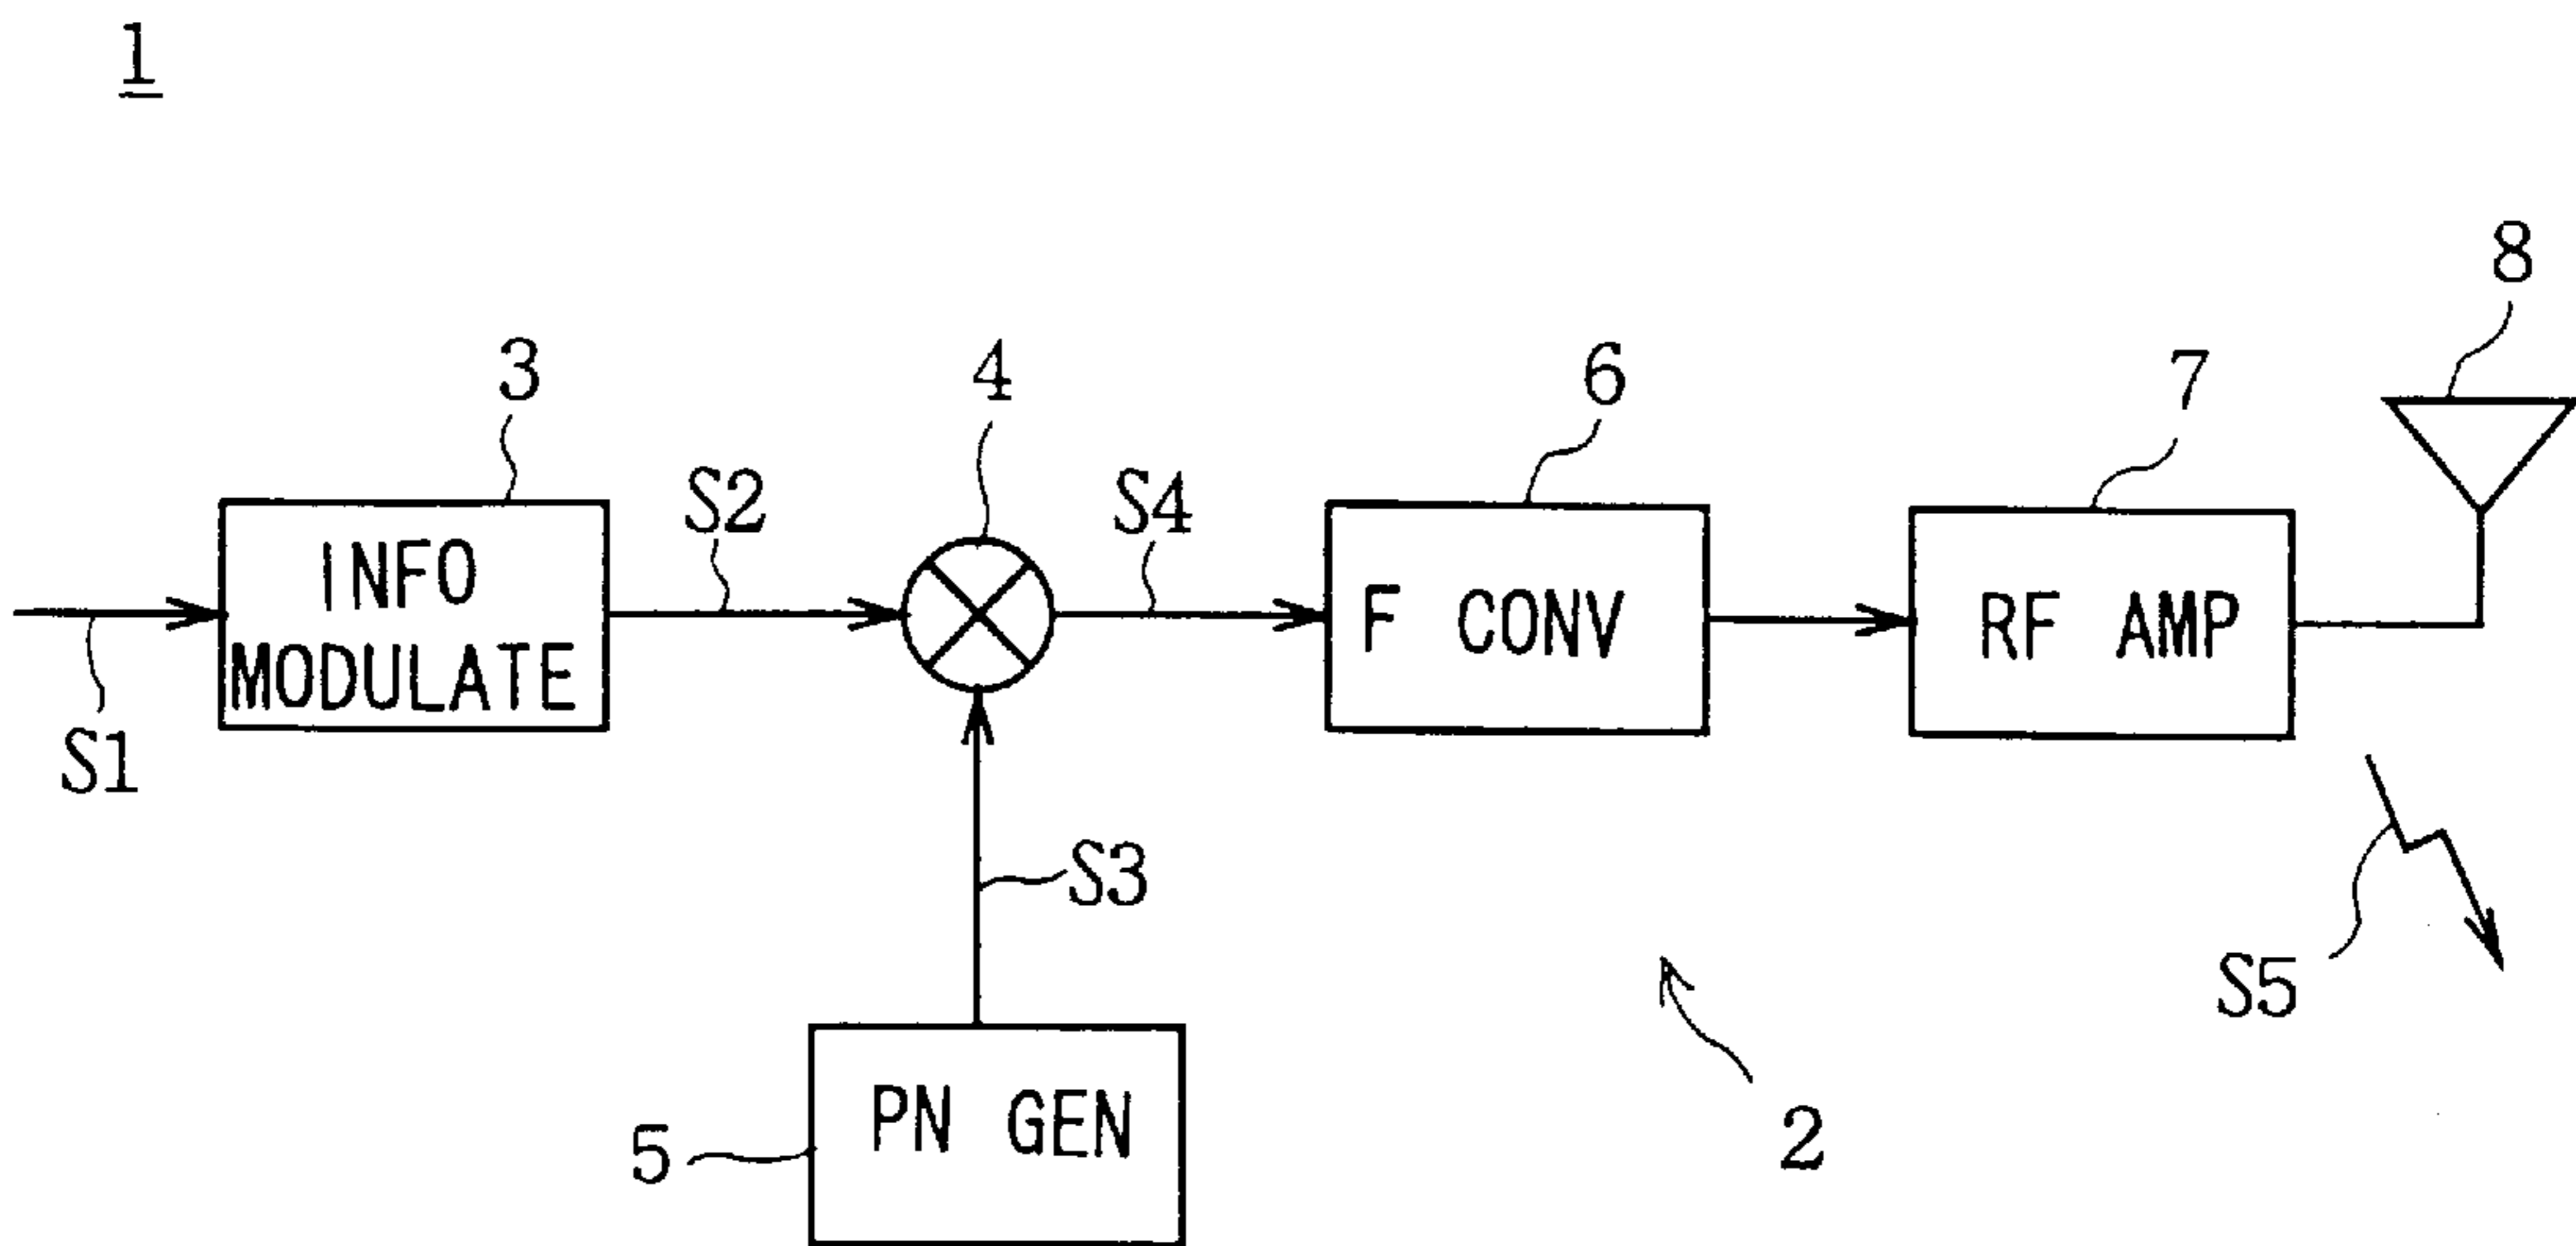 1
8
3
4
6
7
S2
S4
INFO
MODULATE
F CONV
RF AMP
S1
S3
S5
PN GEN
5
2